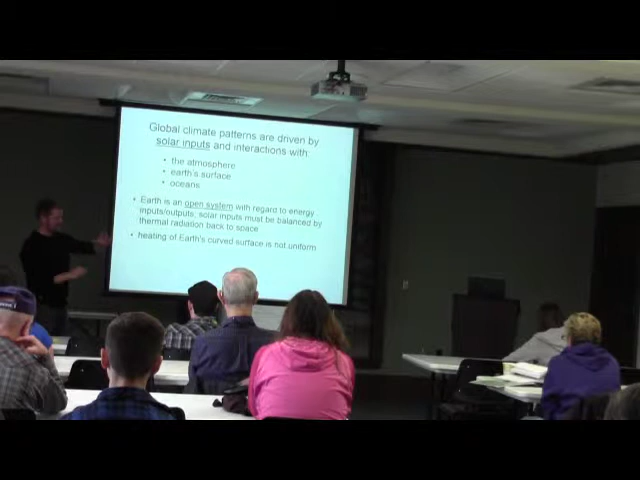 Global climate patterns are driven by
solar inputs and interactions with:
• the atmosphere
• earth's surface
• oceans
• Earth is an open system with regard to energy
inputs/outputs; solar inputs must be balanced by
thermal radiation back to space
• heating of Earth's curved surface is not uniform